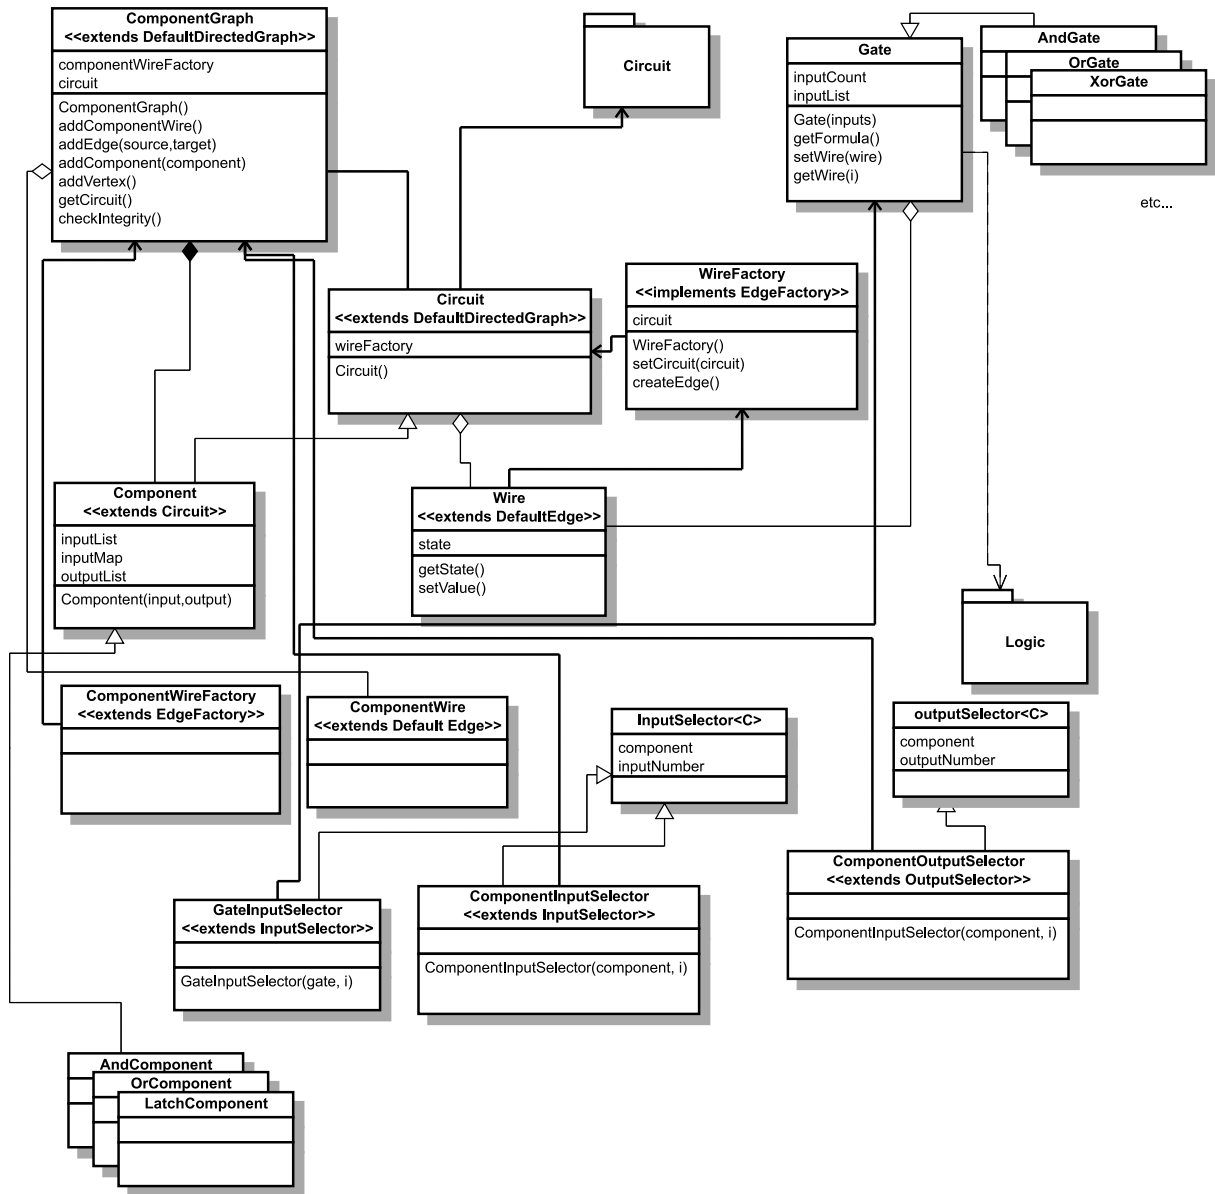 ComponentGraph
<<extends DefaultDirectedGraph>>
componentWireFactory
circuit
ComponentGraph()
addComponentWire()
addEdge(source,target)
addComponent(component)
addVertex()
getCircuit()
checkIntegrity()
Circuit
Gate
inputCount
inputList
Gate(inputs)
getFormula()
setWire(wire)
getWire(i)
AndGate
OrGate
XorGate
etc...
Circuit
<<extends DefaultDirectedGraph>>
wireFactory
Circuit()
WireFactory
<<implements EdgeFactory>>
circuit
WireFactory()
setCircuit(circuit)
createEdge()
Component
<<extends Circuit>>
inputList
inputMap
outputList
Compontent(input,output)
Wire
<<extends DefaultEdge>>
state
getState()
setValue()
Logic
ComponentWireFactory
<<extends EdgeFactory>>
ComponentWire
<<extends Default Edge>>
InputSelector<C>
component
inputNumber
outputSelector<C>
component
outputNumber
GateInputSelector
<<extends InputSelector>>
GateInputSelector(gate, i)
ComponentInputSelector
<<extends InputSelector>>
ComponentInputSelector(component, i)
ComponentOutputSelector
<<extends OutputSelector>>
ComponentInputSelector(component, i)
AndComponent
OrComponent
LatchComponent